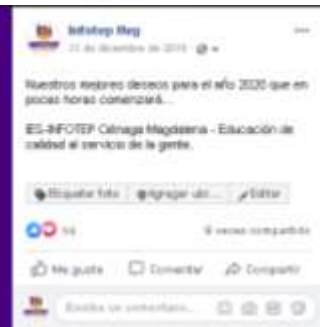 Infotep Mag
31 de diciembre de 2019
Nuestros mejores deseos para el año 2020 que en
pocas horas comenzará...
IES-INFOTEP Ciénaga Magdalena - Educación de
calidad al servicio de la gente.
Etiquetar foto Agregar ubi... Editar
9 veces compartido
Me gusta Comentar Compartir
Escribe un comentario...